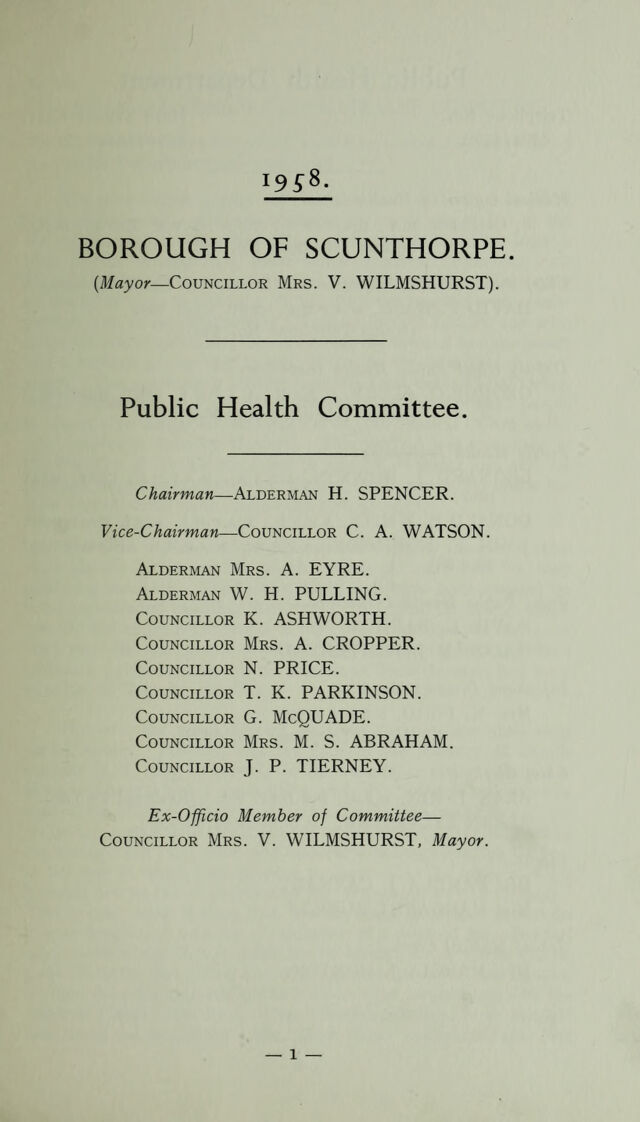 1958.
BOROUGH OF SCUNTHORPE.
(Mayor—Councillor Mrs. V. WILMSHURST).
Public Health Committee.
Chairman—Alderman H. SPENCER.
Vice-Chairman—Councillor C. A. WATSON.
Alderman Mrs. A. EYRE.
Alderman W. H. PULLING.
Councillor K. ASHWORTH.
Councillor Mrs. A. CROPPER.
Councillor N. PRICE.
Councillor T. K. PARKINSON.
Councillor G. McQUADE.
Councillor Mrs. M. S. ABRAHAM.
Councillor J. P. TIERNEY.
Ex-Officio Member of Committee—
Councillor Mrs. V. WILMSHURST, Mayor.
— 1 —